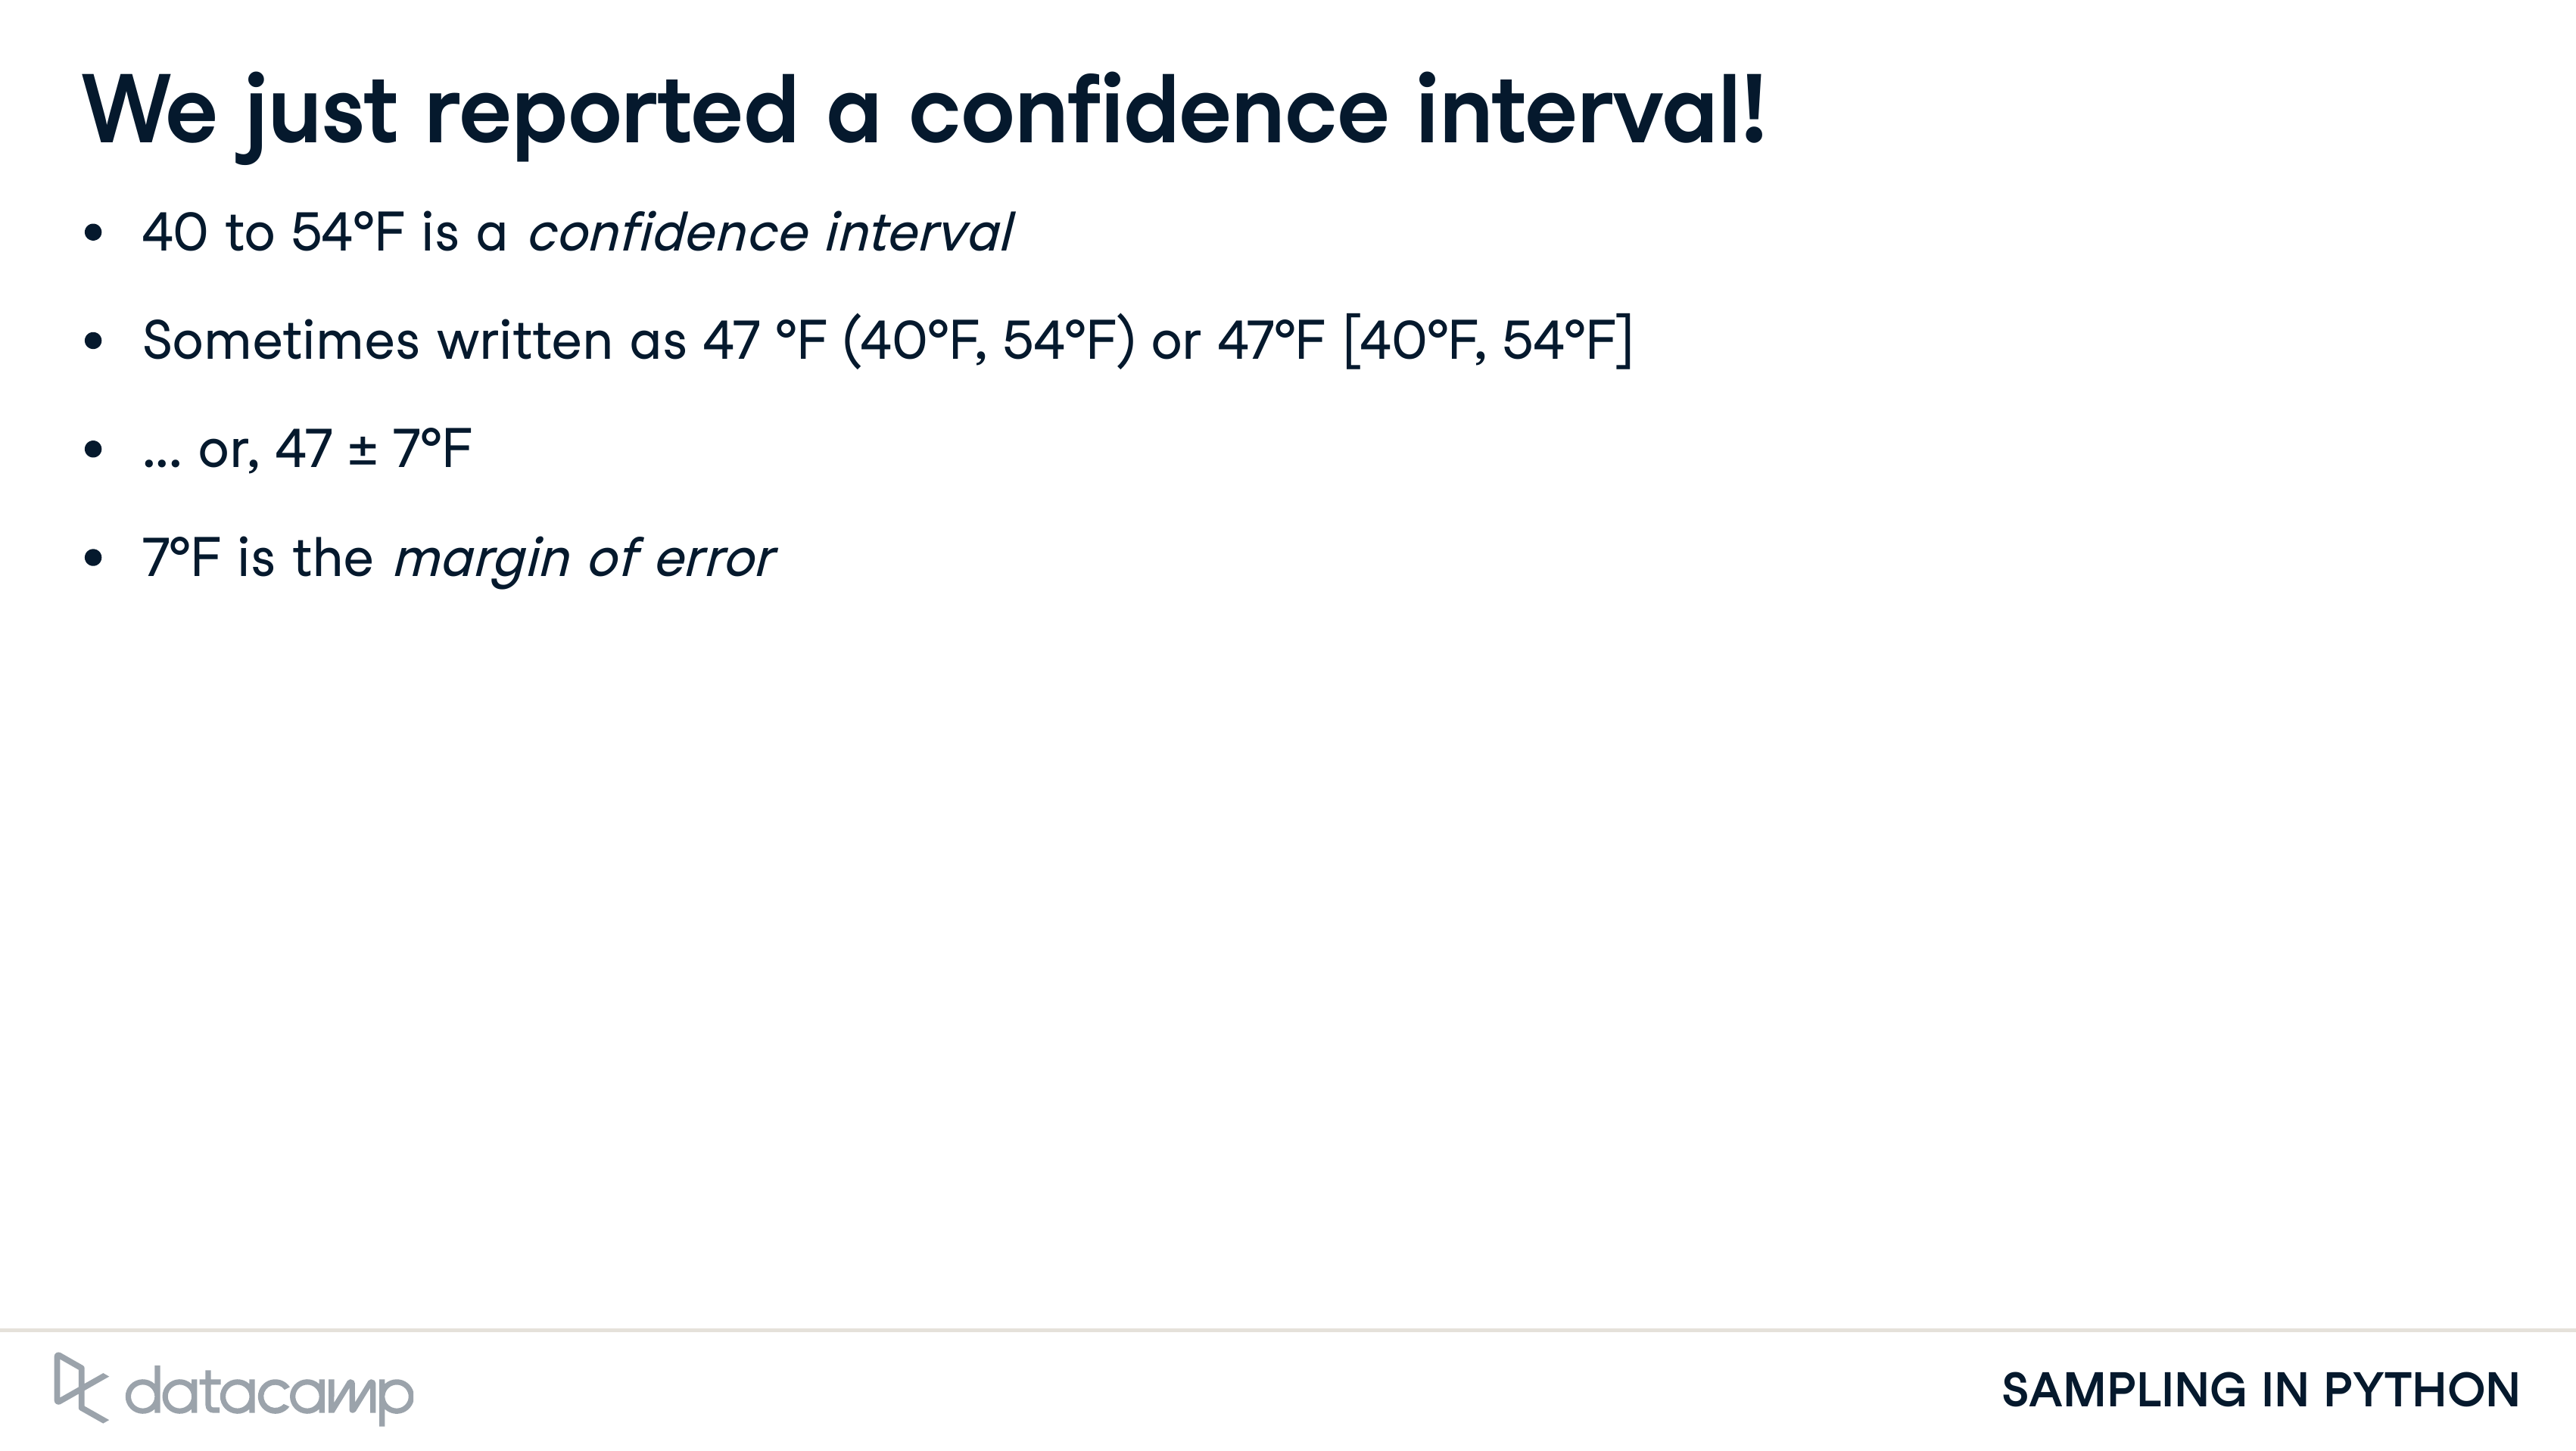 We just reported a confidence interval!
• 40 to 54°F is a confidence interval
• Sometimes written as 47 °F (40°F, 54°F) or 47°F [40°F, 54°F]
• ... or, 47 ± 7°F
• 7°F is the margin of error
datacamp
SAMPLING IN PYTHON